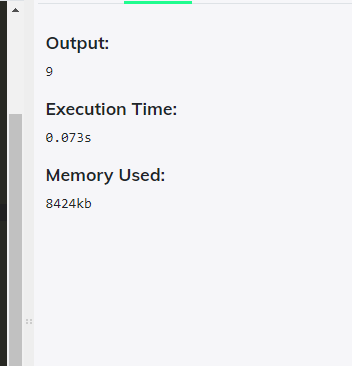 Output:
9
Execution Time:
0.073s
Memory Used:
8424kb